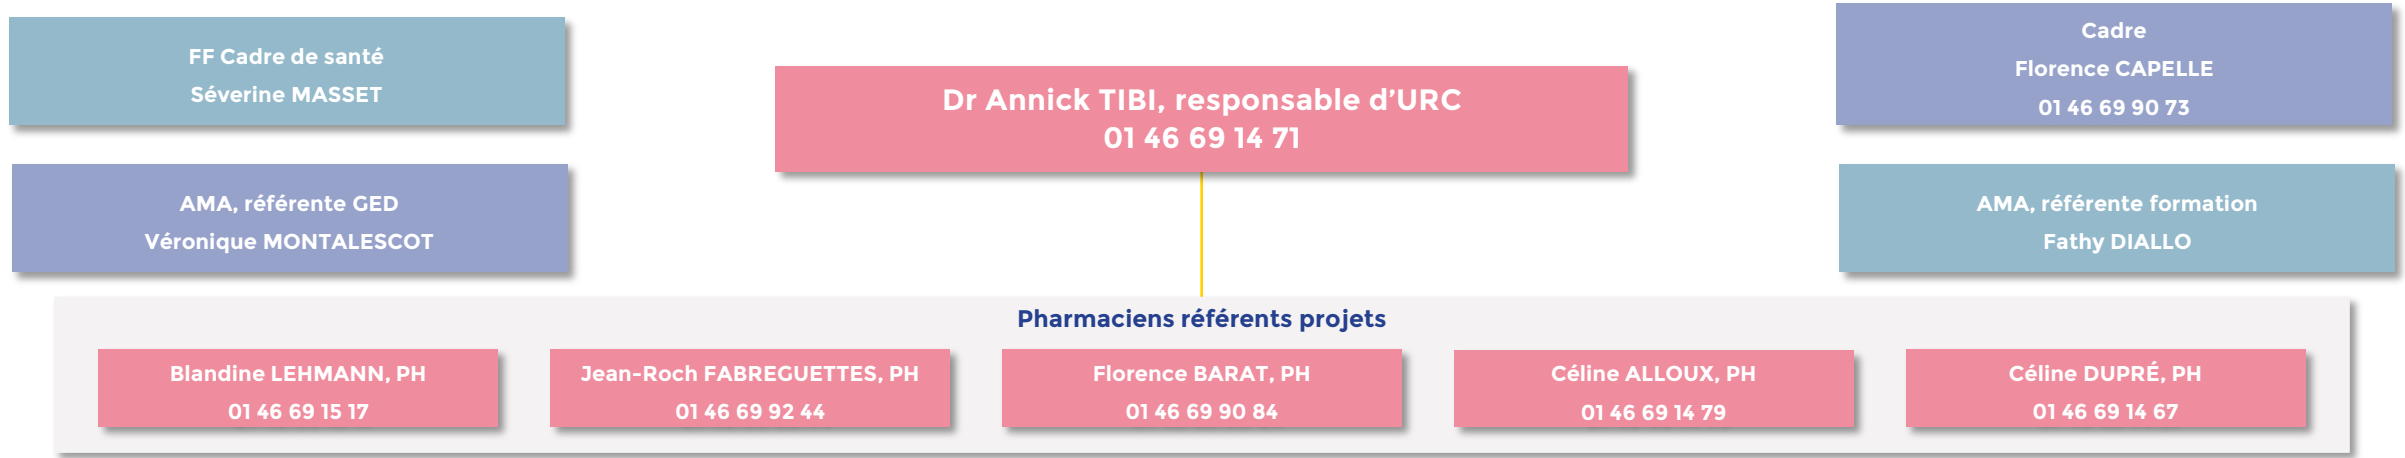 FF Cadre de santé
Séverine MASSET
Cadre
Florence CAPELLE
01 46 69 90 73
Dr Annick TIBI, responsable d’URC
01 46 69 14 71
AMA, référente GED
Véronique MONTALESCOT
AMA, référente formation
Fathy DIALLO
Pharmaciens référents projets
Blandine LEHMANN, PH
01 46 69 15 17
Jean-Roch FABREGUETTES, PH
01 46 69 92 44
Florence BARAT, PH
01 46 69 90 84
Céline ALLOUX, PH
01 46 69 14 79
Céline DUPRÉ, PH
01 46 69 14 67